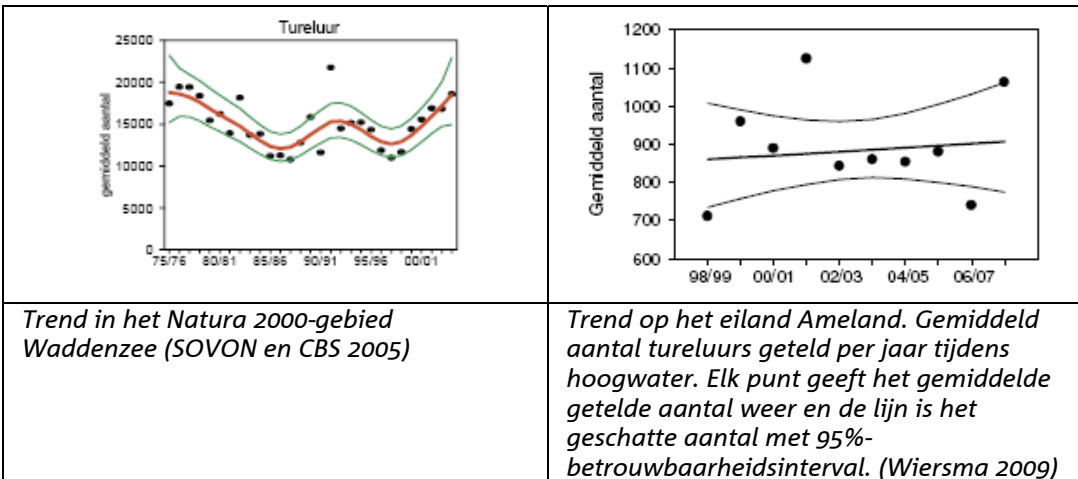 Tureluur
gemiddeld aantal
25000
20000
15000
10000
5000
0
75/76 80/81 85/86 90/91 95/96 00/01
Gemiddeld aantal
1200
1100
1000
900
800
700
600
98/99 00/01 02/03 04/05 06/07
Trend in het Natura 2000-gebied
Waddenzee (SOVON en CBS 2005)
Trend op het eiland Ameland. Gemiddeld
aantal tureluurs geteld per jaar tijdens
hoogwater. Elk punt geeft het gemiddelde
getelde aantal weer en de lijn is het
geschatte aantal met 95%-
betrouwbaarheidsinterval. (Wiersma 2009)